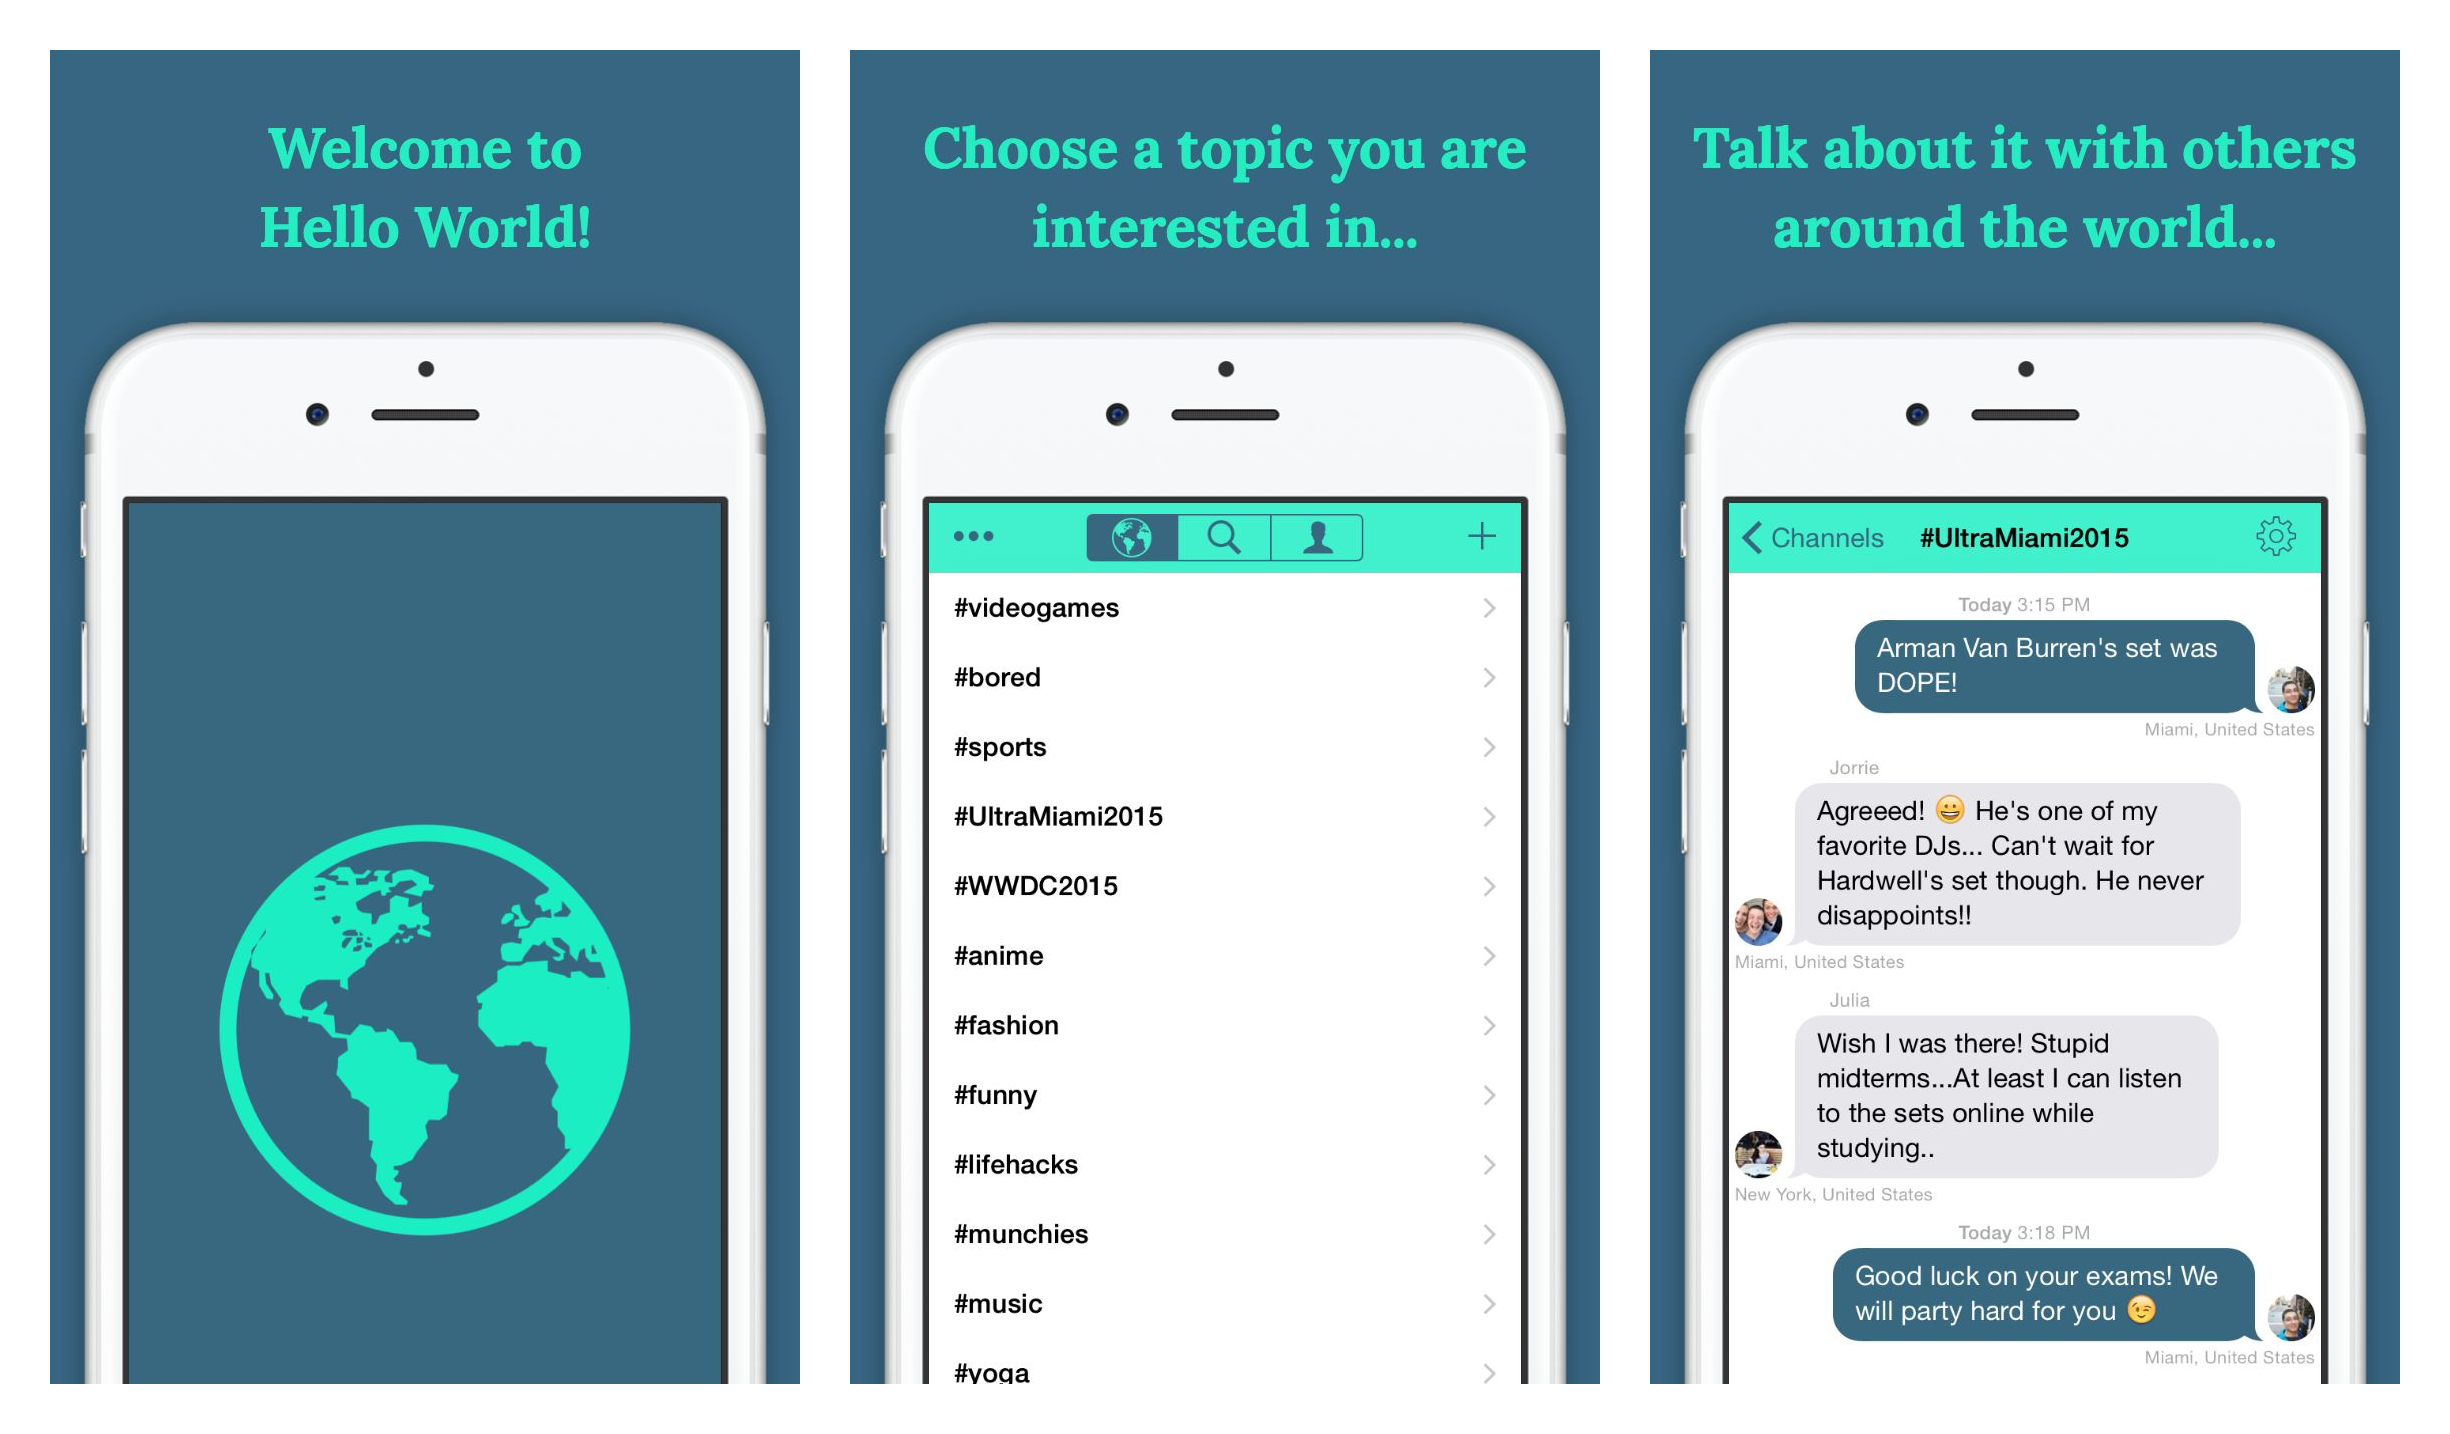 Welcome to
Hello World!
Choose a topic you are
interested in...
#videogames
#bored
#sports
#UltraMiami2015
#WWDC2015
#anime
#fashion
#funny
#lifehacks
#munchies
#music
#yoga
Talk about it with others
around the world...
Channels #UltraMiami2015
Today 3:15 PM
Arman Van Burren's set was
DOPE!
Miami, United States
Jorrie
Agreeed! 😀 He's one of my
favorite DJs... Can't wait for
Hardwell's set though. He never
disappoints!!
Miami, United States
Julia
Wish I was there! Stupid
midterms...At least I can listen
to the sets online while
studying..
New York, United States
Today 3:18 PM
Good luck on your exams! We
will party hard for you 😉
Miami, United States